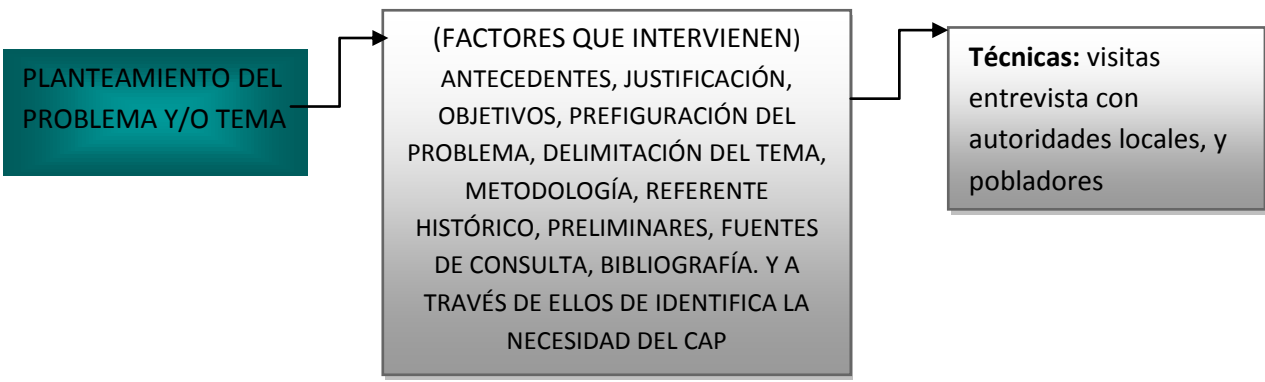 PLANTEAMIENTO DEL
PROBLEMA Y/O TEMA
(FACTORES QUE INTERVIENEN)
ANTECEDENTES, JUSTIFICACIÓN,
OBJETIVOS, PREFIGURACIÓN DEL
PROBLEMA, DELIMITACIÓN DEL TEMA,
METODOLOGÍA, REFERENTE
HISTÓRICO, PRELIMINARES, FUENTES
DE CONSULTA, BIBLIOGRAFÍA. Y A
TRAVÉS DE ELLOS DE IDENTIFICA LA
NECESIDAD DEL CAP
Técnicas: visitas
entrevista con
autoridades locales, y
pobladores